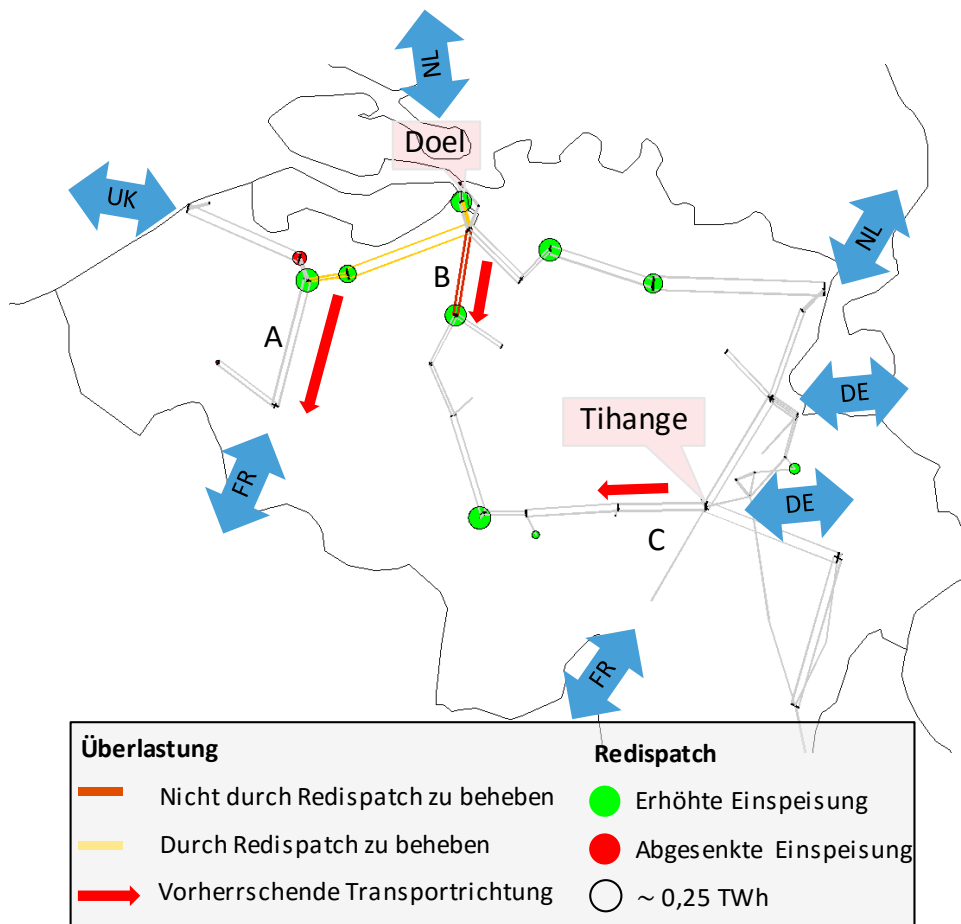 NL
Doel
UK
NL
B
A
DE
Tihange
FR
DE
C
FR
Überlastung
Redispatch
Nicht durch Redispatch zu beheben
Erhöhte Einspeisung
Durch Redispatch zu beheben
Abgesenkte Einspeisung
Vorherrschende Transportrichtung
~ 0,25 TWh